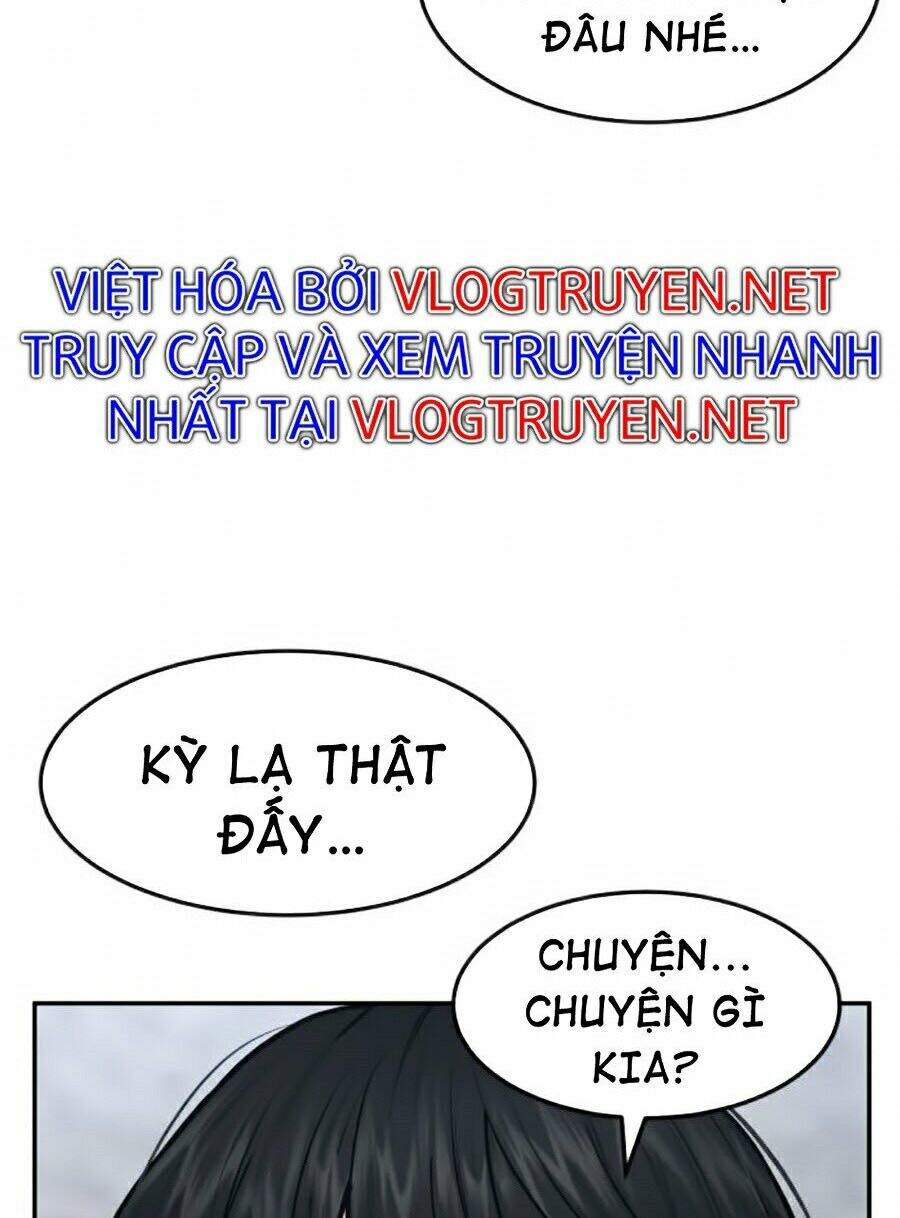 ĐÂU NHÉ...
VIỆT HÓA BỞI VLOGTRUYEN.NET
TRUY CẬP VÀ XEM TRUYỆN NHANH
NHẤT TẠI VLOGTRUYEN.NET
KỲ LẠ THẬT
ĐẤY...
CHUYỆN...
CHUYỆN GÌ
KIA?